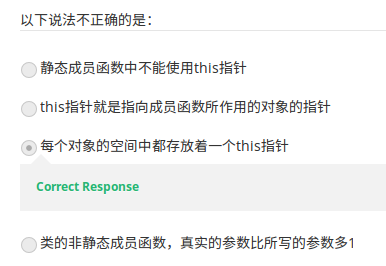 以下说法不正确的是：
静态成员函数中不能使用this指针
this指针就是指向成员函数所作用的对象的指针
每个对象的空间中都存放着一个this指针
Correct Response
类的非静态成员函数，真实的参数比所写的参数多1